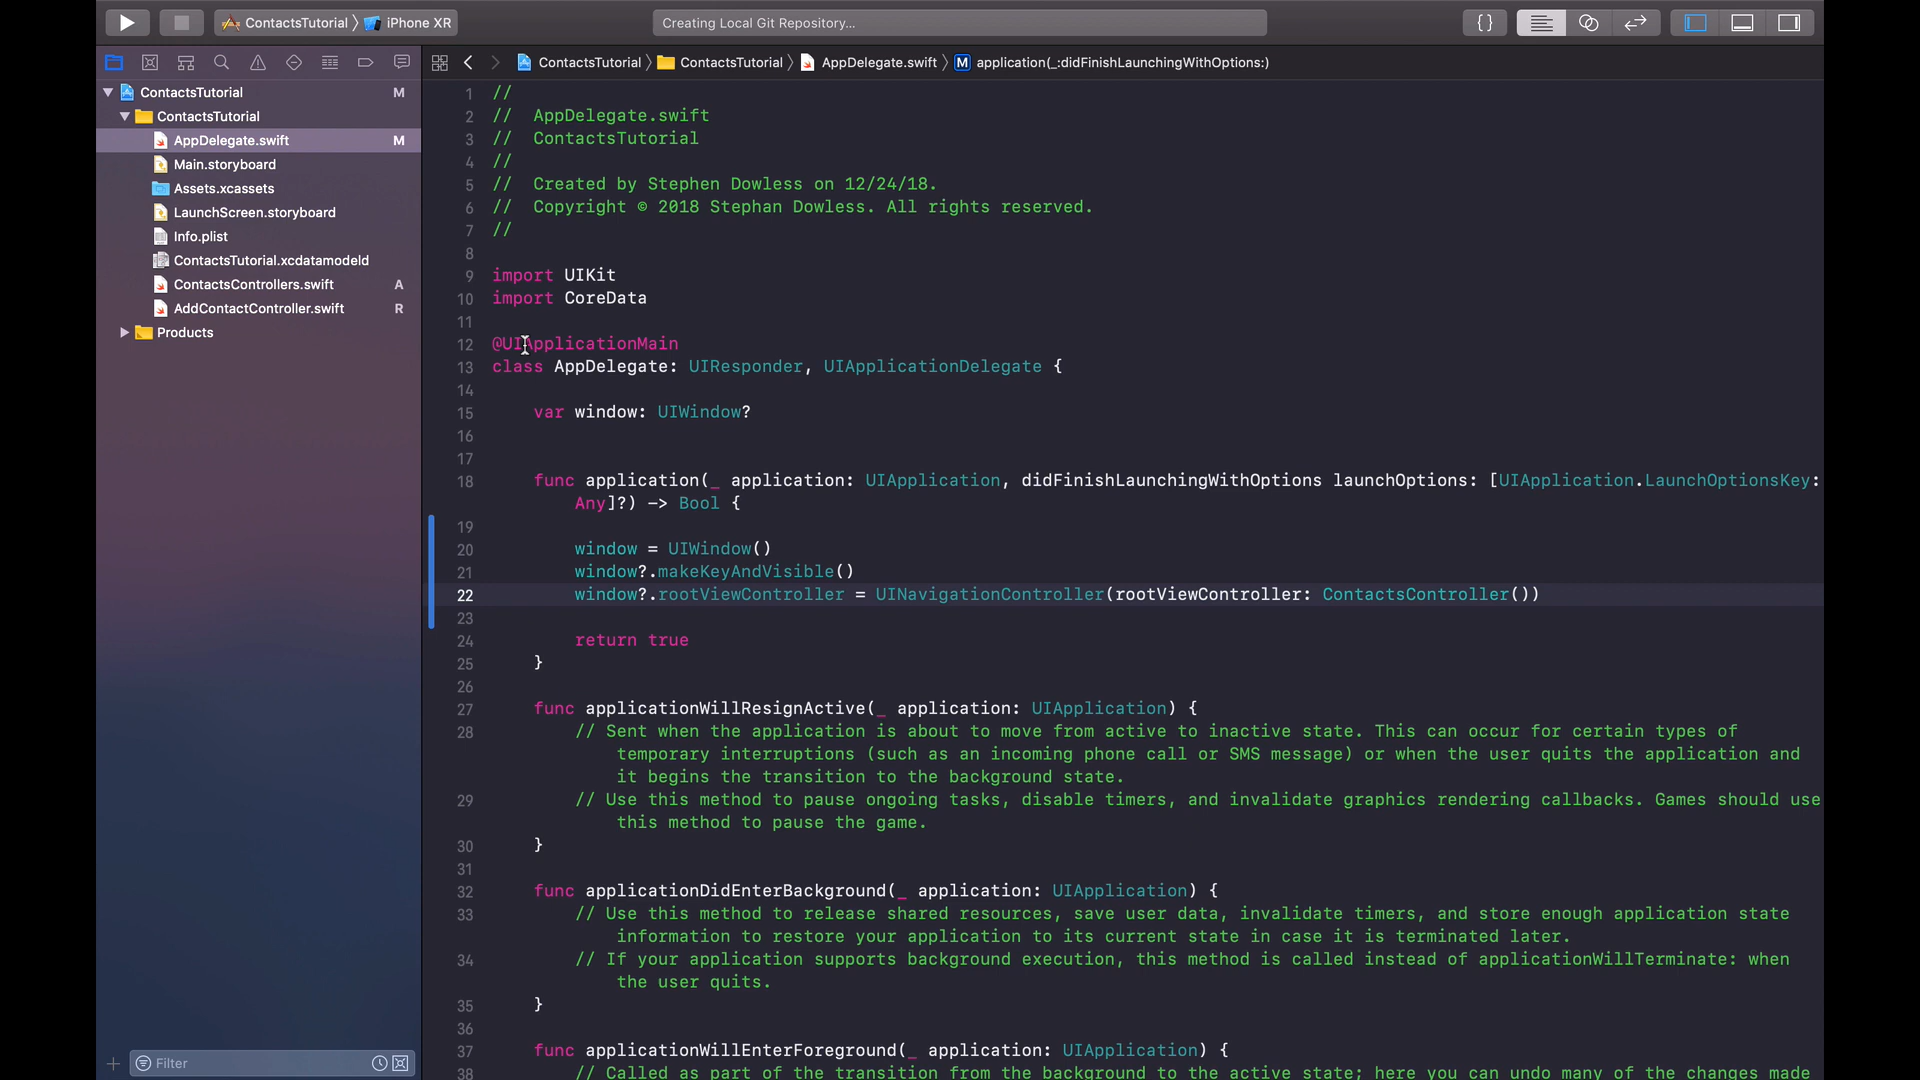 ContactsTutorial
iPhone XR
Creating Local Git Repository...
{ }
ContactsTutorial
ContactsTutorial
AppDelegate.swift
M
application(_:didFinishLaunchingWithOptions:)
ContactsTutorial M
ContactsTutorial
AppDelegate.swift M
Main.storyboard
Assets.xcassets
LaunchScreen.storyboard
Info.plist
ContactsTutorial.xcdatamodeld
ContactsControllers.swift A
AddContactController.swift R
Products
Filter
1 //
2 // AppDelegate.swift
3 // ContactsTutorial
4 //
5 // Created by Stephen Dowless on 12/24/18.
6 // Copyright © 2018 Stephan Dowless. All rights reserved.
7 //
8
9 import UIKit
10 import CoreData
11
12 @UIApplicationMain
13 class AppDelegate: UIResponder, UIApplicationDelegate {
14
15 var window: UIWindow?
16
17
18 func application(_ application: UIApplication, didFinishLaunchingWithOptions launchOptions: [UIApplication.LaunchOptionsKey:
Any]?) -> Bool {
19
20 window = UIWindow()
21 window?.makeKeyAndVisible()
22 window?.rootViewController = UINavigationController(rootViewController: ContactsController())
23
24 return true
25 }
26
27 func applicationWillResignActive(_ application: UIApplication) {
28 // Sent when the application is about to move from active to inactive state. This can occur for certain types of
temporary interruptions (such as an incoming phone call or SMS message) or when the user quits the application and
it begins the transition to the background state.
29 // Use this method to pause ongoing tasks, disable timers, and invalidate graphics rendering callbacks. Games should use
this method to pause the game.
30 }
31
32 func applicationDidEnterBackground(_ application: UIApplication) {
33 // Use this method to release shared resources, save user data, invalidate timers, and store enough application state
information to restore your application to its current state in case it is terminated later.
34 // If your application supports background execution, this method is called instead of applicationWillTerminate: when
the user quits.
35 }
36
37 func applicationWillEnterForeground(_ application: UIApplication) {
38 // Called as part of the transition from the background to the active state; here you can undo many of the changes made